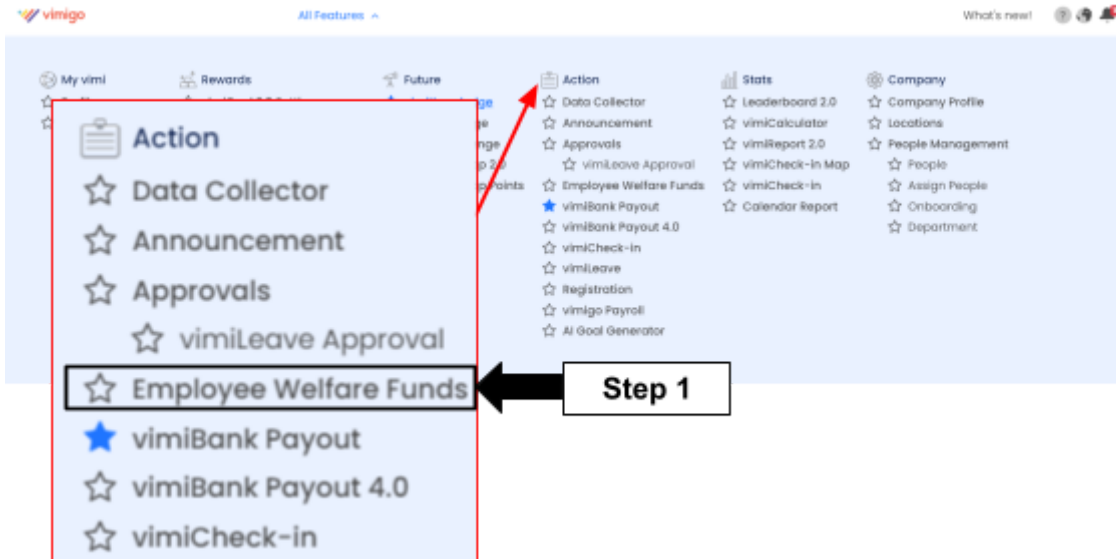 vimigo
All Features
What's new!
My vimi
Rewards
Future
Action
Data Collector
Announcement
Approvals
vimiLeave Approval
Employee Welfare Funds
vimiBank Payout
vimiBank Payout 4.0
vimiCheck-in
vimiLeave
Registration
vimigo Payroll
AI Goal Generator
Stats
Leaderboard 2.0
vimiCalculator
vimiReport 2.0
vimiCheck-in Map
vimiCheck-in
Calendar Report
Company
Company Profile
Locations
People Management
People
Assign People
Onboarding
Department
Action
Data Collector
Announcement
Approvals
vimiLeave Approval
Employee Welfare Funds
vimiBank Payout
vimiBank Payout 4.0
vimiCheck-in
Step 1